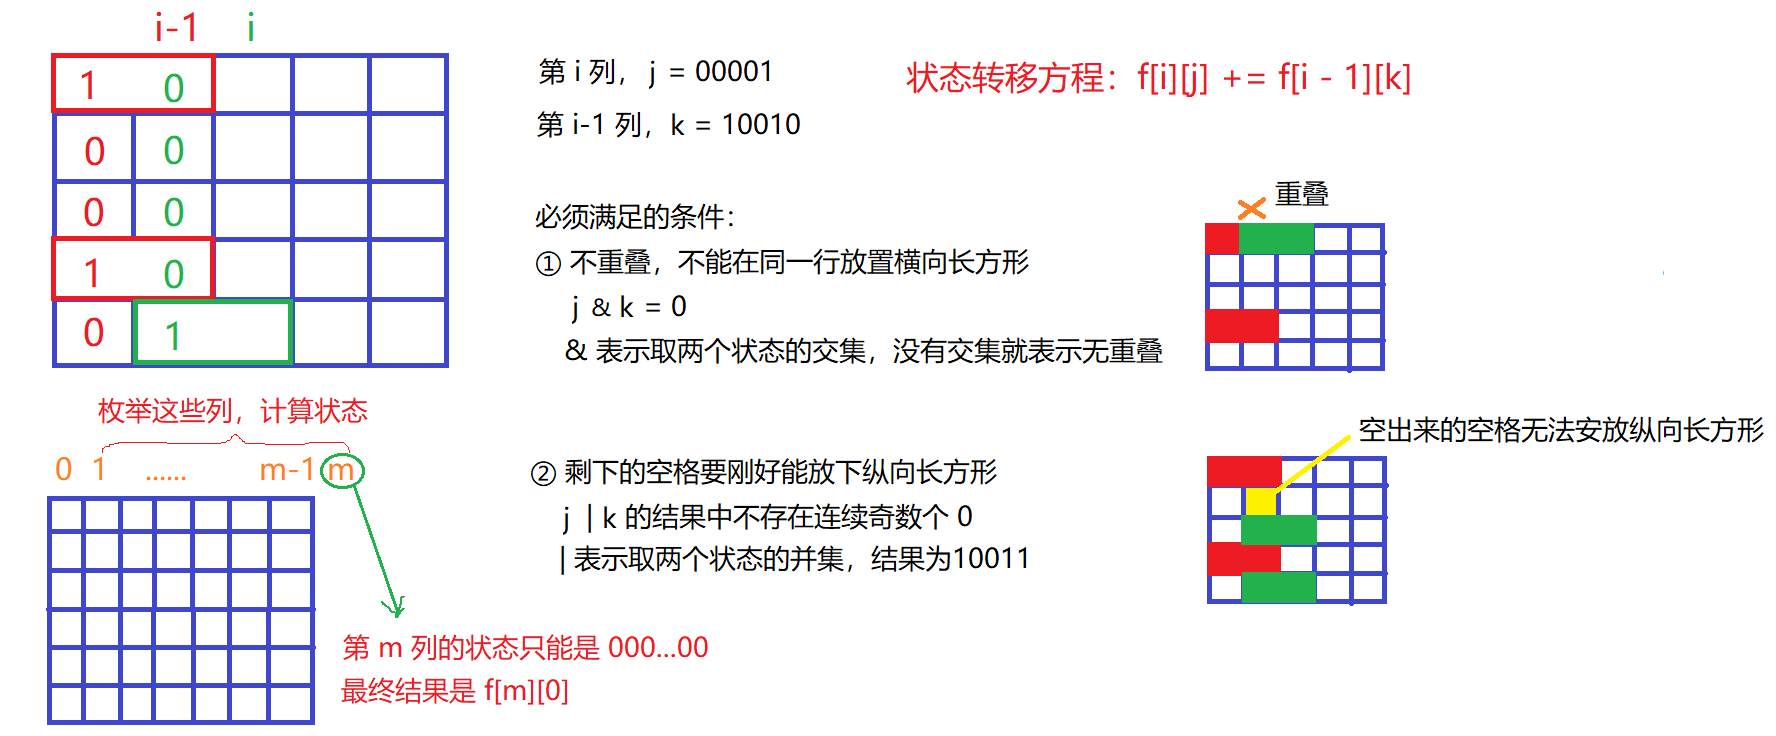 i-1 i
1 0
0 0
0 0
1 0
0 1
第 i 列，j = 00001
第 i-1 列，k = 10010
状态转移方程：f[i][j] += f[i - 1][k]
必须满足的条件：
① 不重叠，不能在同一行放置横向长方形
j & k = 0
& 表示取两个状态的交集，没有交集就表示无重叠
重叠
枚举这些列，计算状态
0 1 ...... m-1 m
② 剩下的空格要刚好能放下纵向长方形
j | k 的结果中不存在连续奇数个 0
| 表示取两个状态的并集，结果为10011
空出来的空格无法安放纵向长方形
第 m 列的状态只能是 000...00
最终结果是 f[m][0]